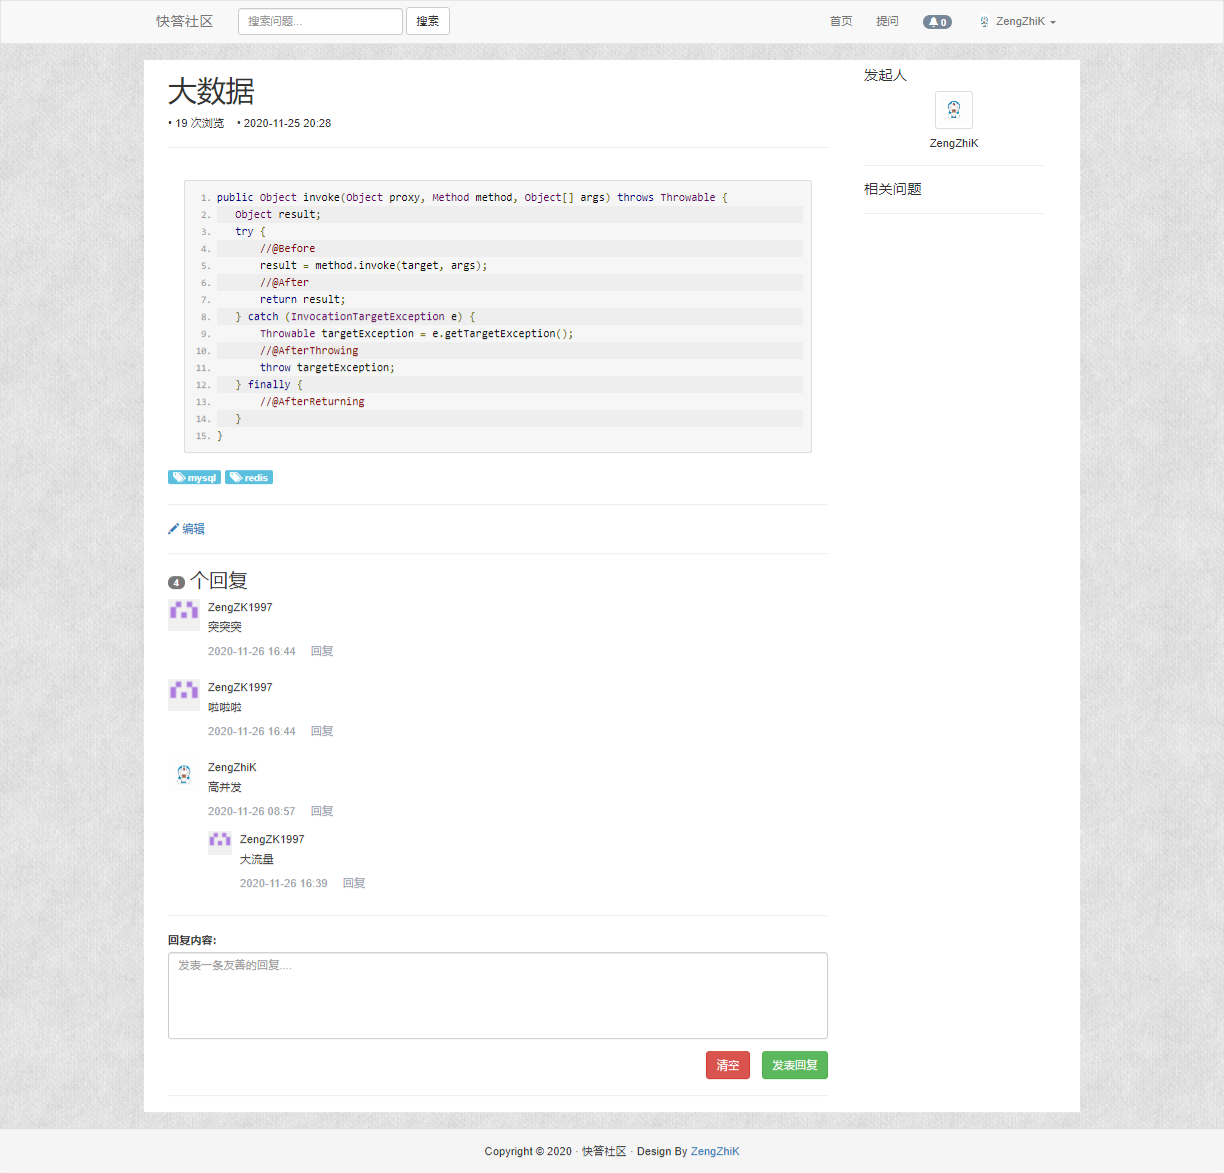 快答社区 搜索问题... 搜索 首页 提问 0 ZengZhiK
大数据
• 19 次浏览 • 2020-11-25 20:28
1. public Object invoke(Object proxy, Method method, Object[] args) throws Throwable {
2. Object result;
3. try {
4. //@Before
5. result = method.invoke(target, args);
6. //@After
7. return result;
8. } catch (InvocationTargetException e) {
9. Throwable targetException = e.getTargetException();
10. //@AfterThrowing
11. throw targetException;
12. } finally {
13. //@AfterReturning
14. }
15. }
mysql redis
编辑
4 个回复
ZengZK1997
突突突
2020-11-26 16:44 回复
ZengZK1997
啦啦啦
2020-11-26 16:44 回复
ZengZhiK
高并发
2020-11-26 08:57 回复
ZengZK1997
大流量
2020-11-26 16:39 回复
回复内容:
发表一条友善的回复....
清空 发表回复
发起人
ZengZhiK
相关问题
Copyright © 2020 · 快答社区 · Design By ZengZhiK